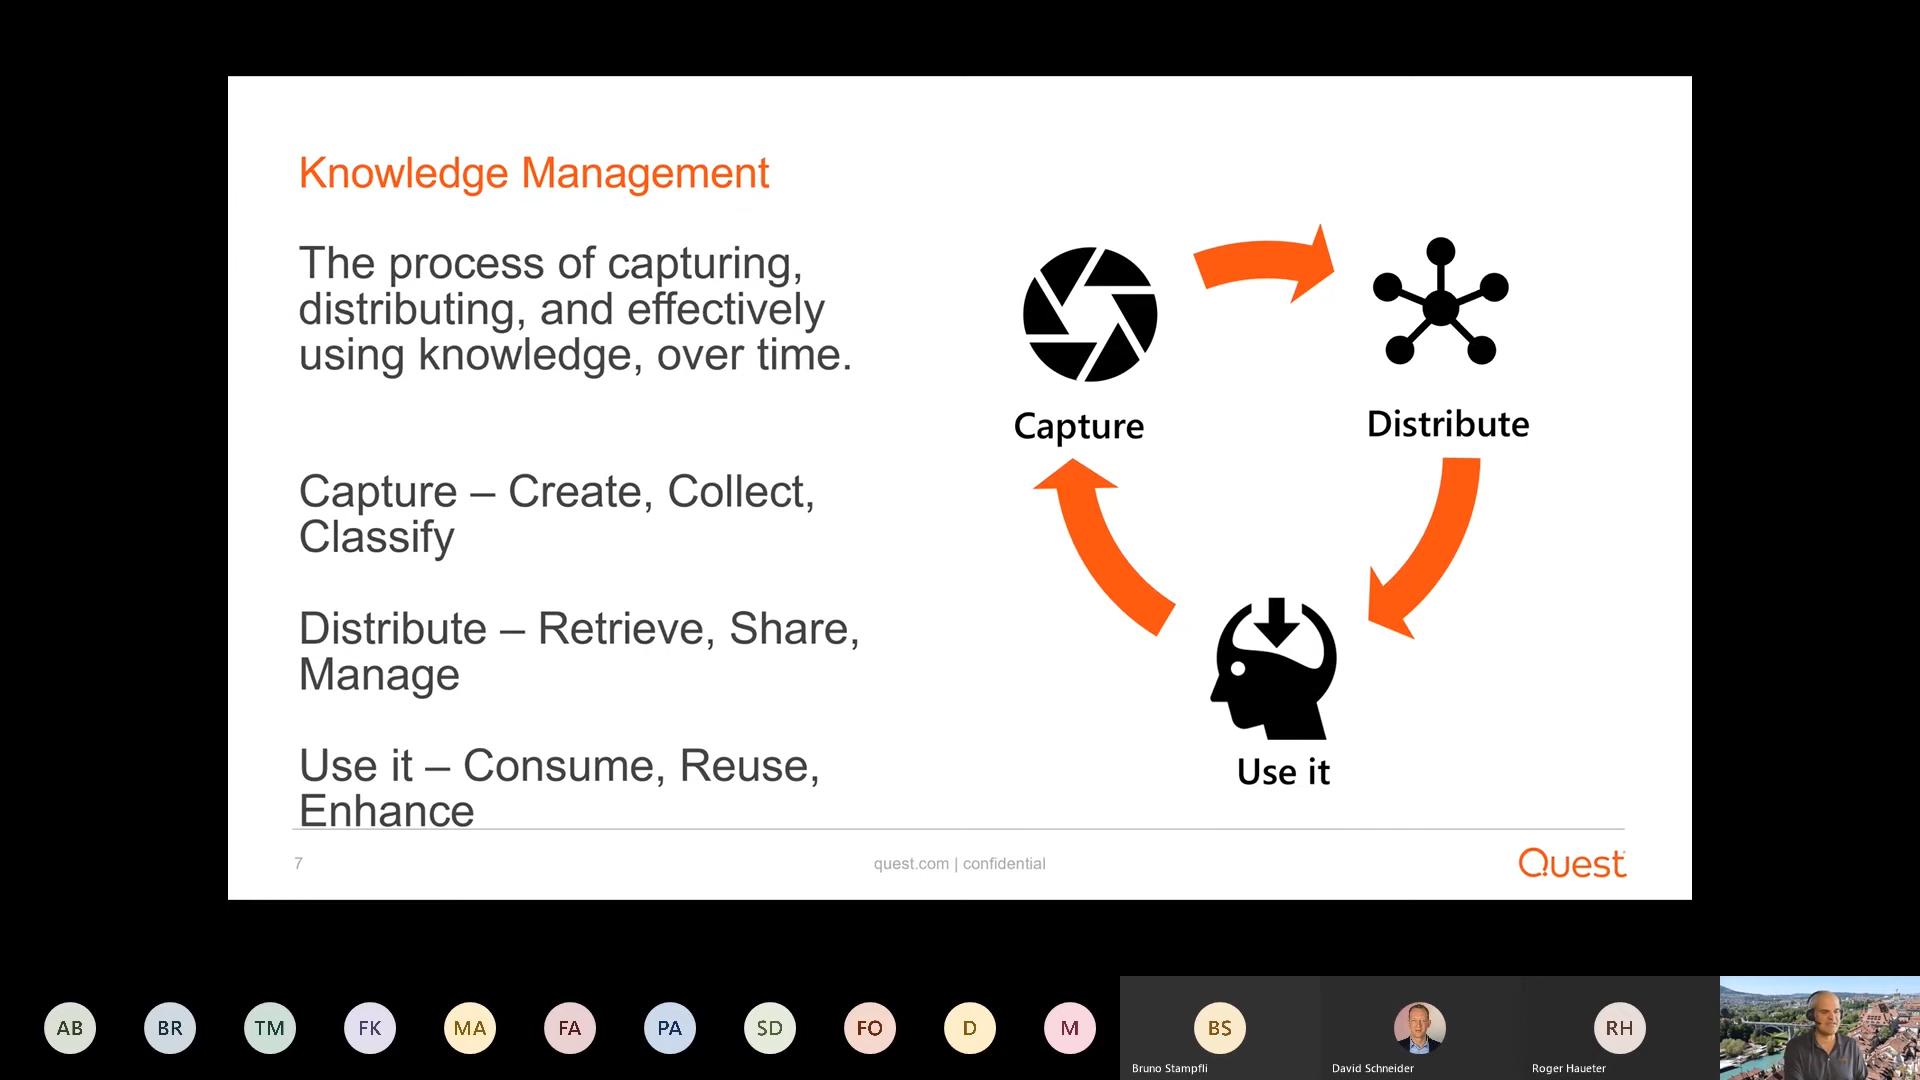 Knowledge Management
The process of capturing,
distributing, and effectively
using knowledge, over time.
Capture – Create, Collect,
Classify
Distribute – Retrieve, Share,
Manage
Use it – Consume, Reuse,
Enhance
Capture
Distribute
Use it
7
quest.com | confidential
Quest
AB
BR
TM
FK
MA
FA
PA
SD
FO
D
M
BS
RH
Bruno Stampfli
David Schneider
Roger Haueter